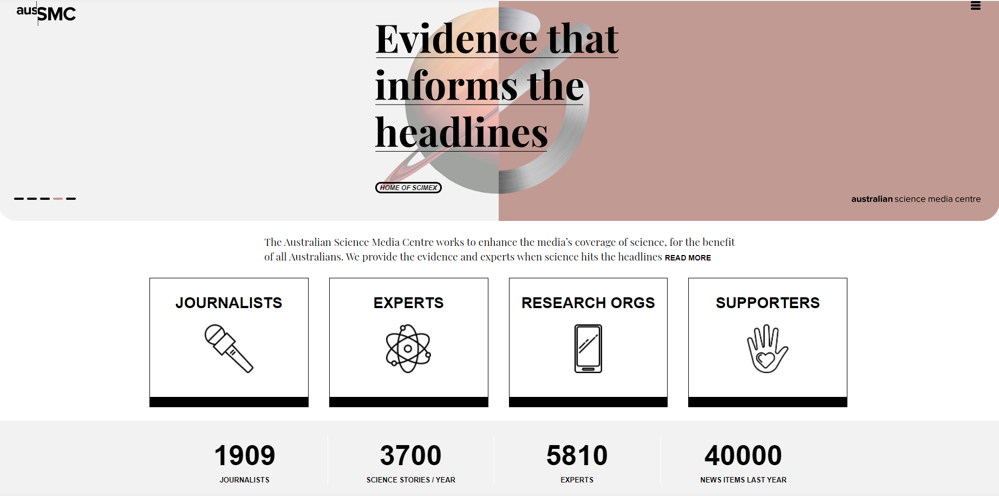 ausSMC
Evidence that
informs the
headlines
HOME OF SCIMEX
australian science media centre
The Australian Science Media Centre works to enhance the media’s coverage of science, for the benefit
of all Australians. We provide the evidence and experts when science hits the headlines READ MORE
JOURNALISTS
EXPERTS
RESEARCH ORGS
SUPPORTERS
1909
JOURNALISTS
3700
SCIENCE STORIES / YEAR
5810
EXPERTS
40000
NEWS ITEMS LAST YEAR